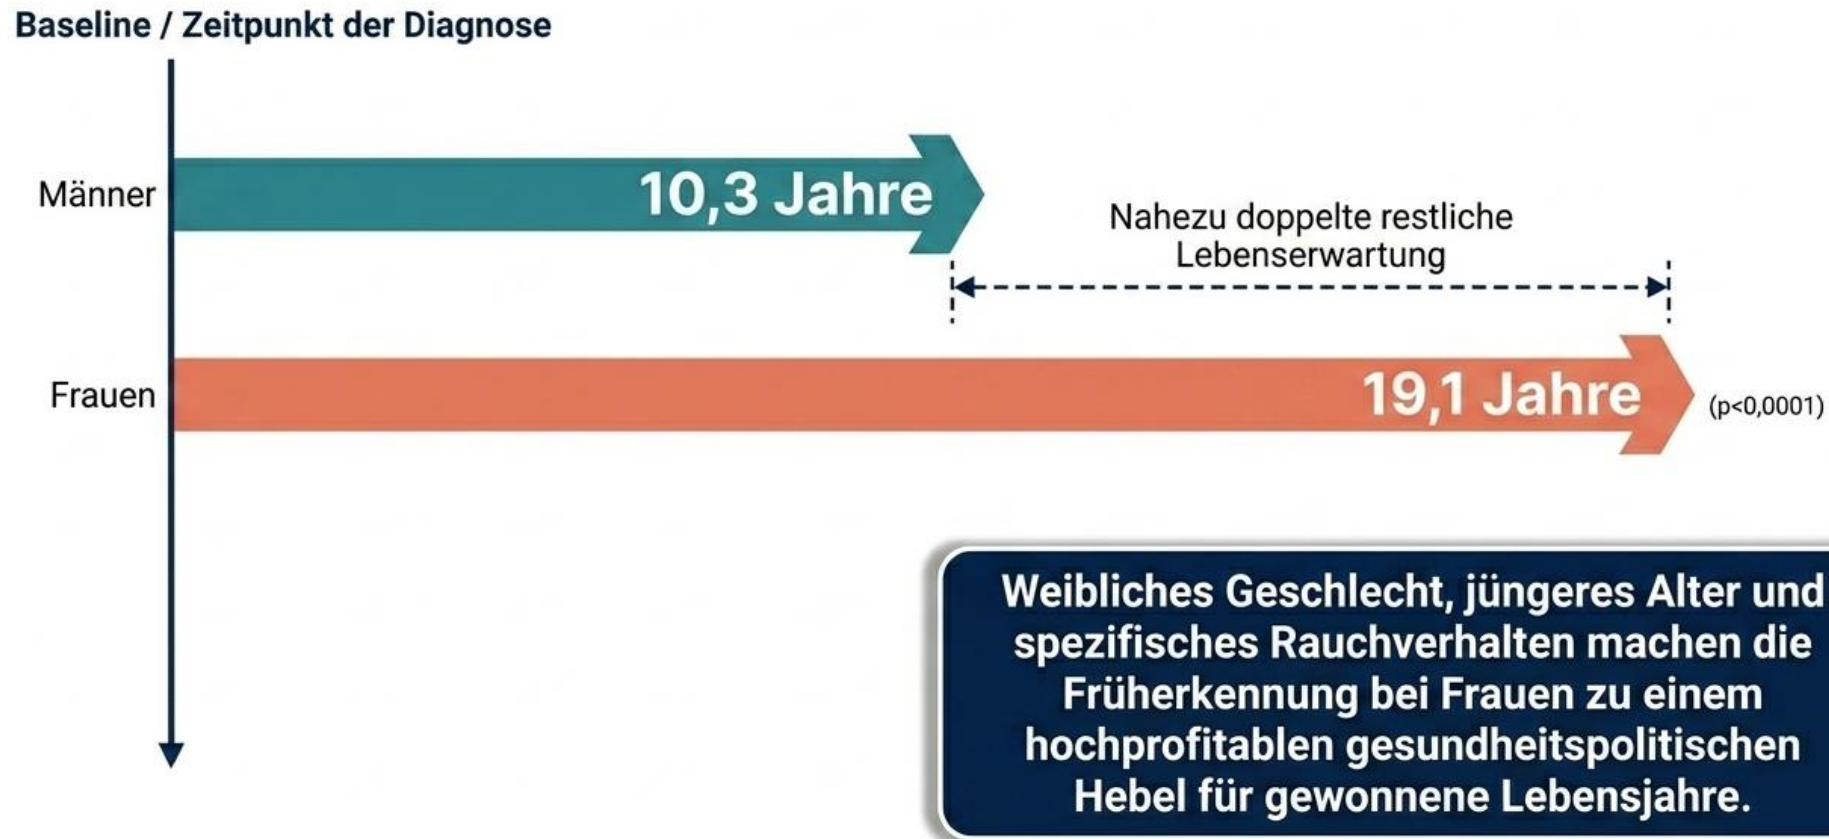 Baseline / Zeitpunkt der Diagnose
Männer
10,3 Jahre
Nahezu doppelte restliche
Lebenserwartung
Frauen
19,1 Jahre
(p<0,0001)
Weibliches Geschlecht, jüngeres Alter und
spezifisches Rauchverhalten machen die
Früherkennung bei Frauen zu einem
hochprofitablen gesundheitspolitischen
Hebel für gewonnene Lebensjahre.